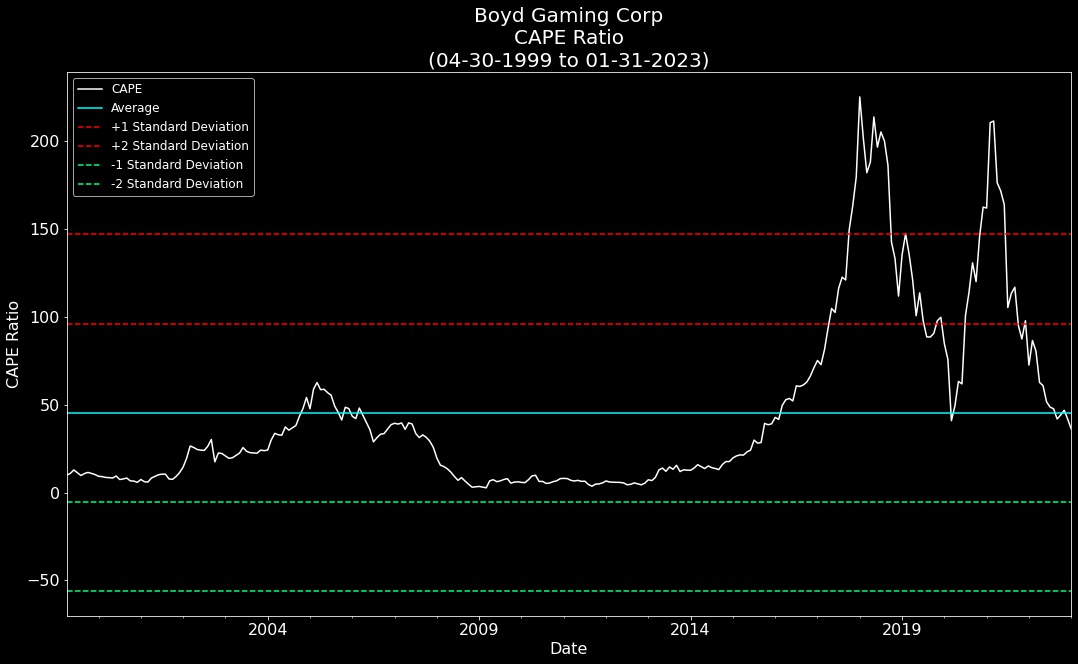 Boyd Gaming Corp
CAPE Ratio
(04-30-1999 to 01-31-2023)
CAPE
Average
+1 Standard Deviation
+2 Standard Deviation
-1 Standard Deviation
-2 Standard Deviation
200
150
100
50
0
−50
CAPE Ratio
2004
2009
2014
2019
Date